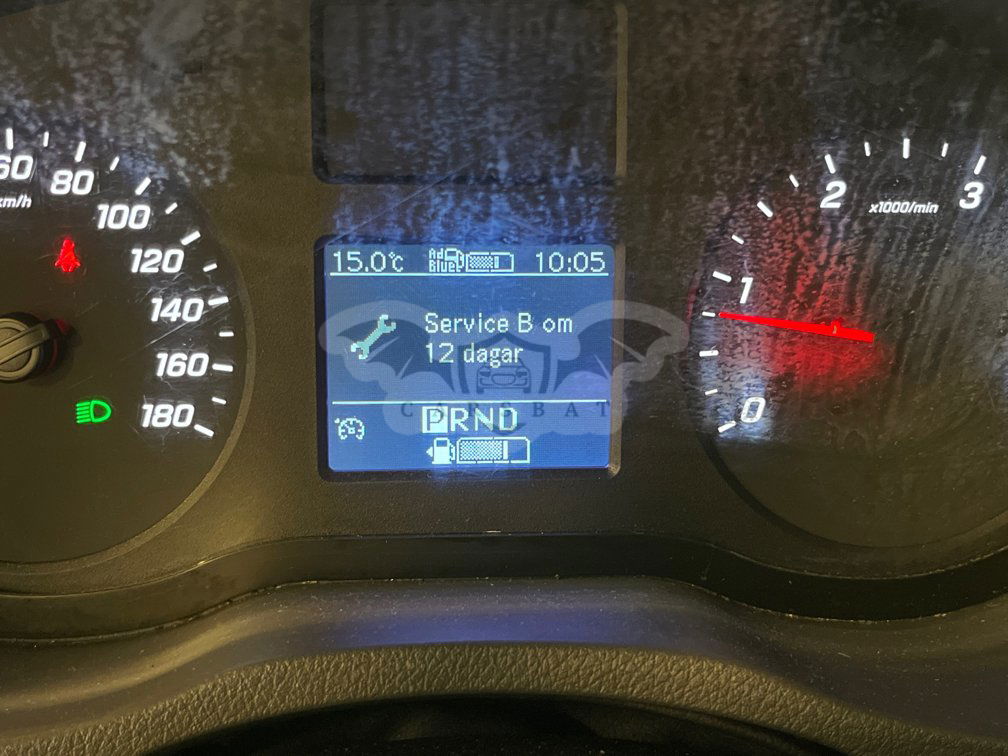 60
80
km/h
100
120
140
160
180
15.0°C
Ad
Blue
10:05
Service B om
12 dagar
CARSBAT
PRND
0
1
2
3
x1000/min